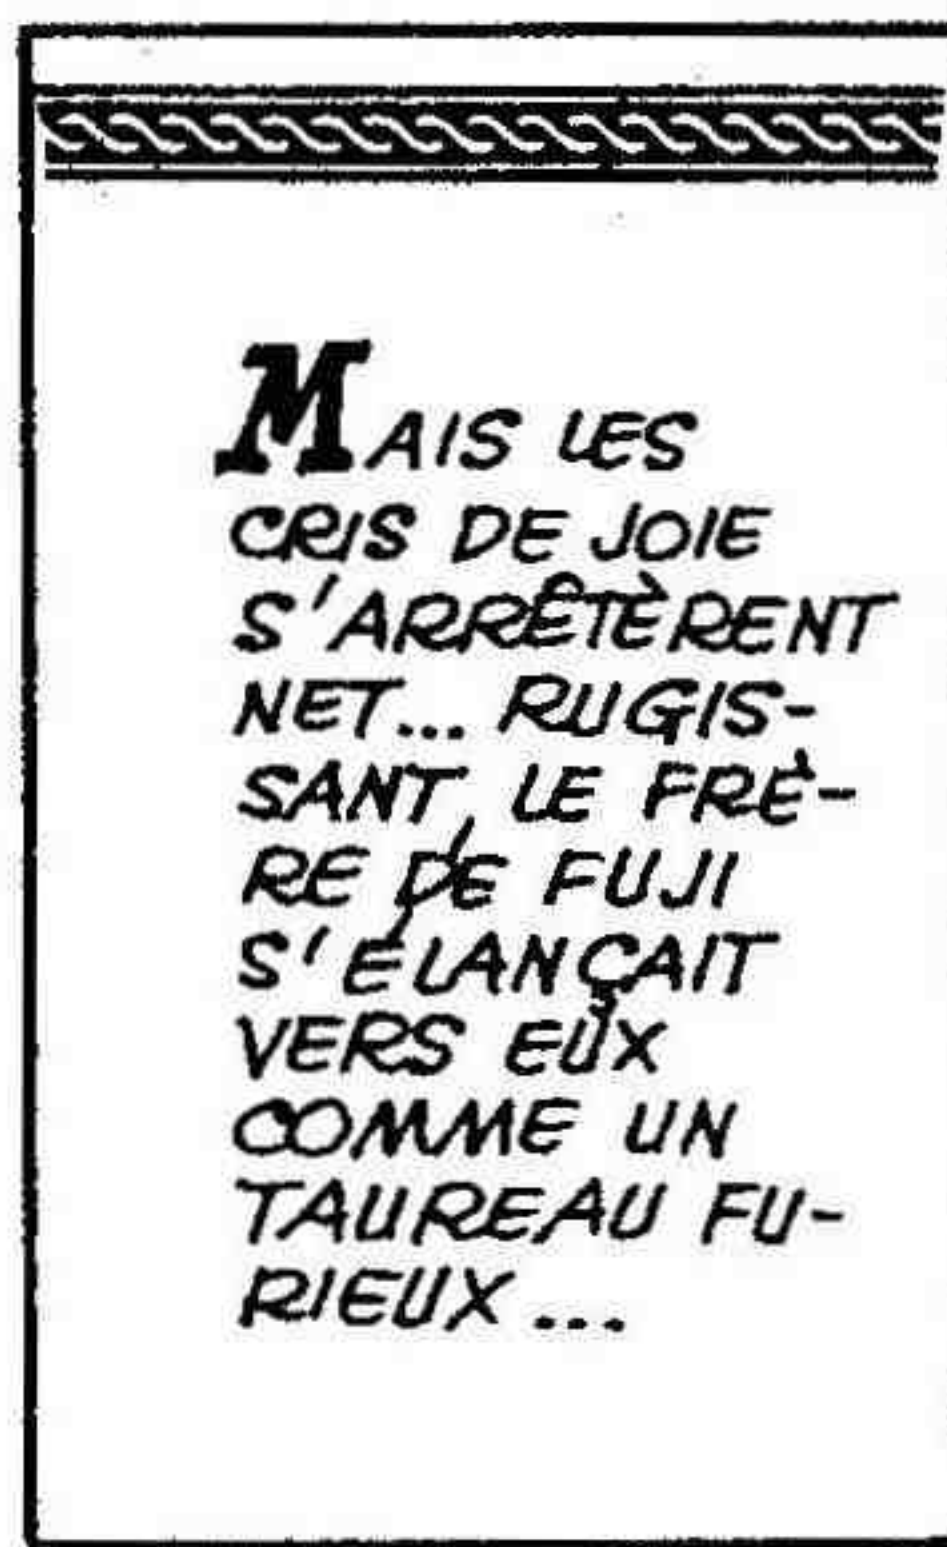 MAIS LES
CRIS DE JOIE
S'ARRÊTÈRENT
NET... RUGIS-
SANT, LE FRÈ-
RE DE FUJI
S'ÉLANÇAIT
VERS EUX
COMME UN
TAUREAU FU-
RIEUX...